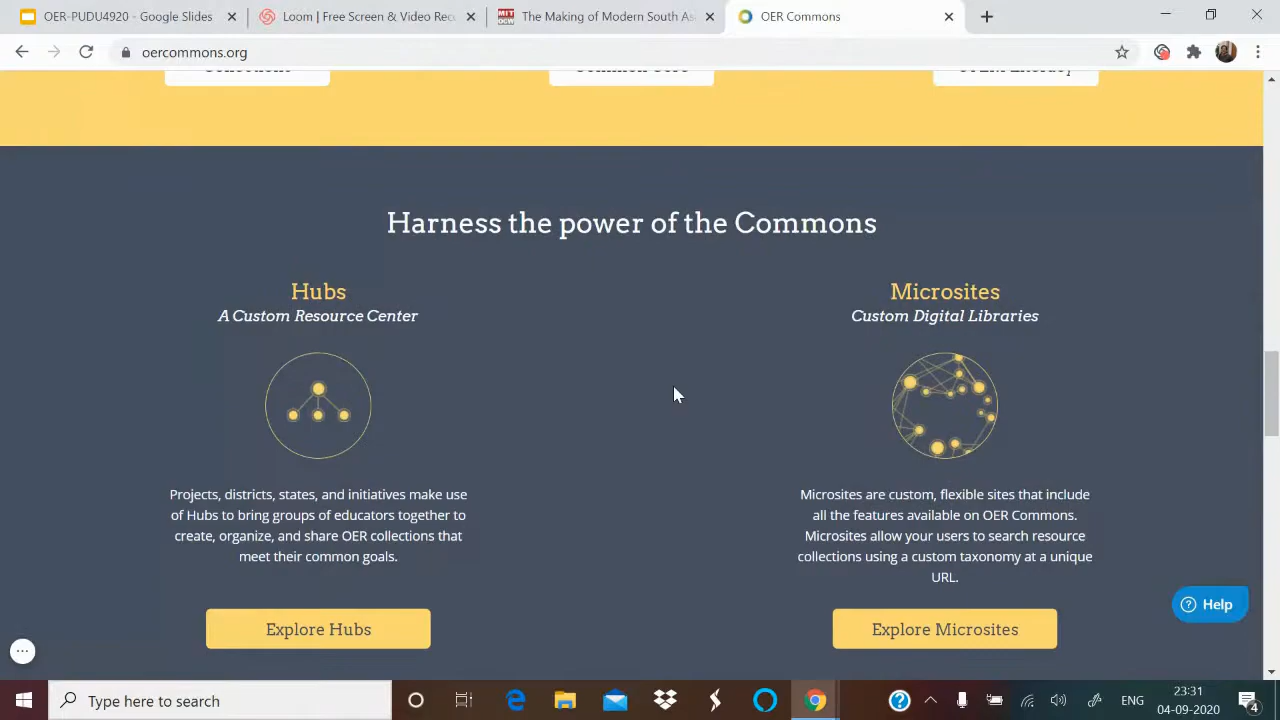 OER-PUDU4920 - Google Slides
Loom | Free Screen & Video Rec
The Making of Modern South As
OER Commons
oercommons.org
Harness the power of the Commons
Hubs
A Custom Resource Center
Projects, districts, states, and initiatives make use
of Hubs to bring groups of educators together to
create, organize, and share OER collections that
meet their common goals.
Explore Hubs
Microsites
Custom Digital Libraries
Microsites are custom, flexible sites that include
all the features available on OER Commons.
Microsites allow your users to search resource
collections using a custom taxonomy at a unique
URL.
Explore Microsites
Help
Type here to search
ENG
23:31
04-09-2020
4